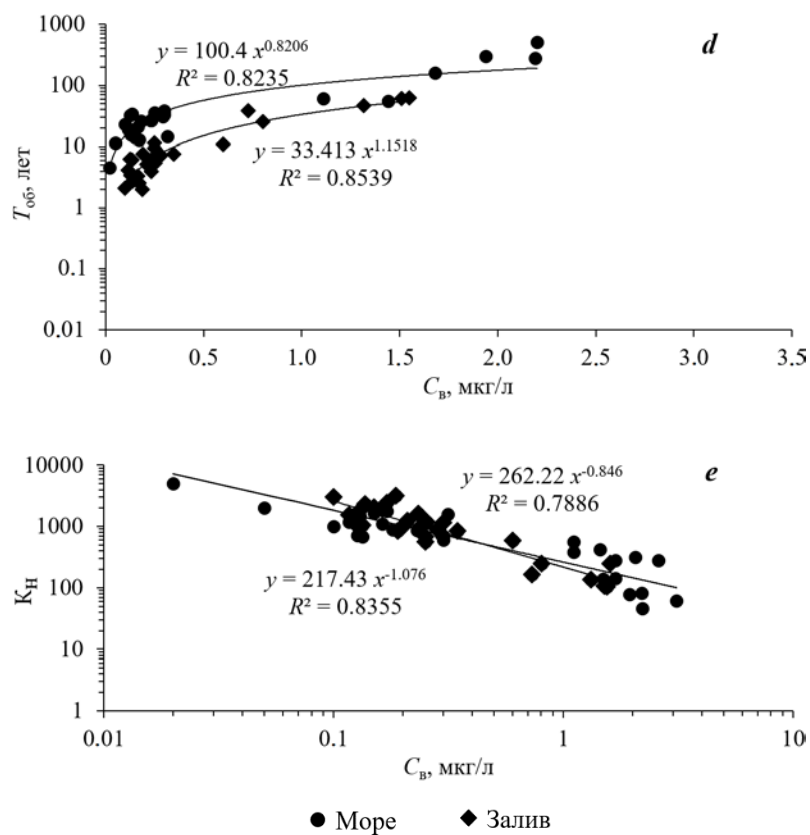 d
1000
100
10
1
0.1
0.01
Tоб, лет
y = 100.4 x^0.8206
R² = 0.8235
y = 33.413 x^1.1518
R² = 0.8539
0 0.5 1.0 1.5 2.0 2.5 3.0 3.5
Cв, мкг/л
e
10000
1000
100
10
1
Kн
y = 262.22 x^-0.846
R² = 0.7886
y = 217.43 x^-1.076
R² = 0.8355
0.01 0.1 1 10
Cв, мкг/л
Море Залив